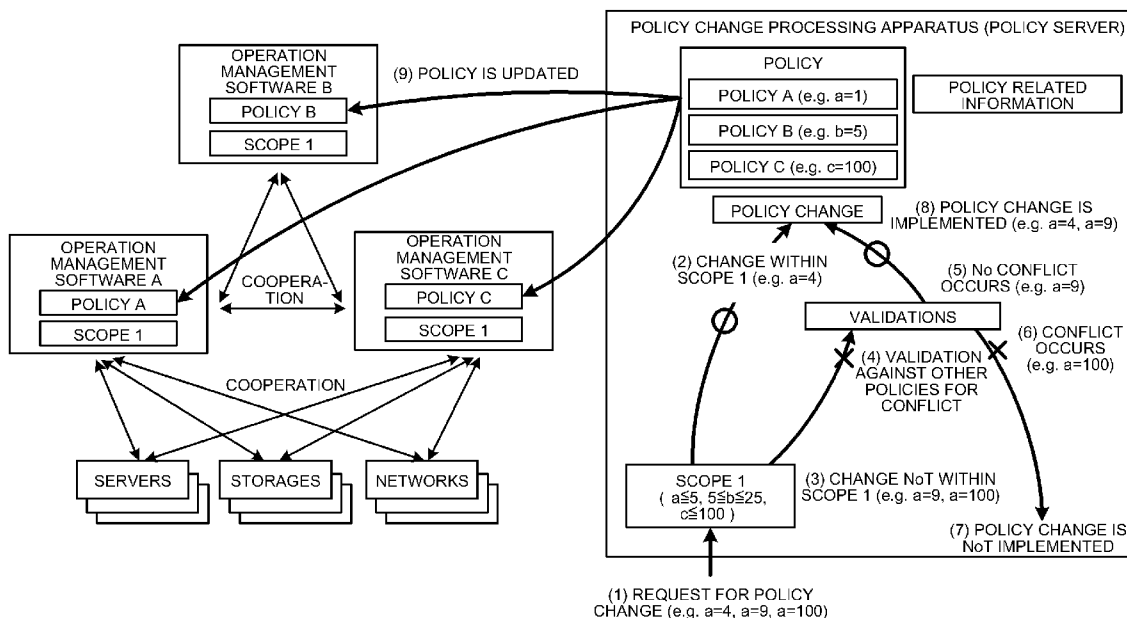 POLICY CHANGE PROCESSING APPARATUS (POLICY SERVER)
OPERATION
MANAGEMENT
SOFTWARE B
POLICY B
SCOPE 1
(9) POLICY IS UPDATED
POLICY
POLICY A (e.g. a=1)
POLICY B (e.g. b=5)
POLICY C (e.g. c=100)
POLICY RELATED
INFORMATION
POLICY CHANGE
(8) POLICY CHANGE IS
IMPLEMENTED (e.g. a=4, a=9)
OPERATION
MANAGEMENT
SOFTWARE A
POLICY A
SCOPE 1
COOPERA-
TION
OPERATION
MANAGEMENT
SOFTWARE C
POLICY C
SCOPE 1
(2) CHANGE WITHIN
SCOPE 1 (e.g. a=4)
(5) No CONFLICT
OCCURS (e.g. a=9)
VALIDATIONS
(6) CONFLICT
OCCURS
(e.g. a=100)
(4) VALIDATION
AGAINST OTHER
POLICIES FOR
CONFLICT
COOPERATION
SERVERS
STORAGES
NETWORKS
SCOPE 1
( a≦5, 5≦b≦25,
c≦100 )
(3) CHANGE NoT WITHIN
SCOPE 1 (e.g. a=9, a=100)
(7) POLICY CHANGE IS
NoT IMPLEMENTED
(1) REQUEST FOR POLICY
CHANGE (e.g. a=4, a=9, a=100)